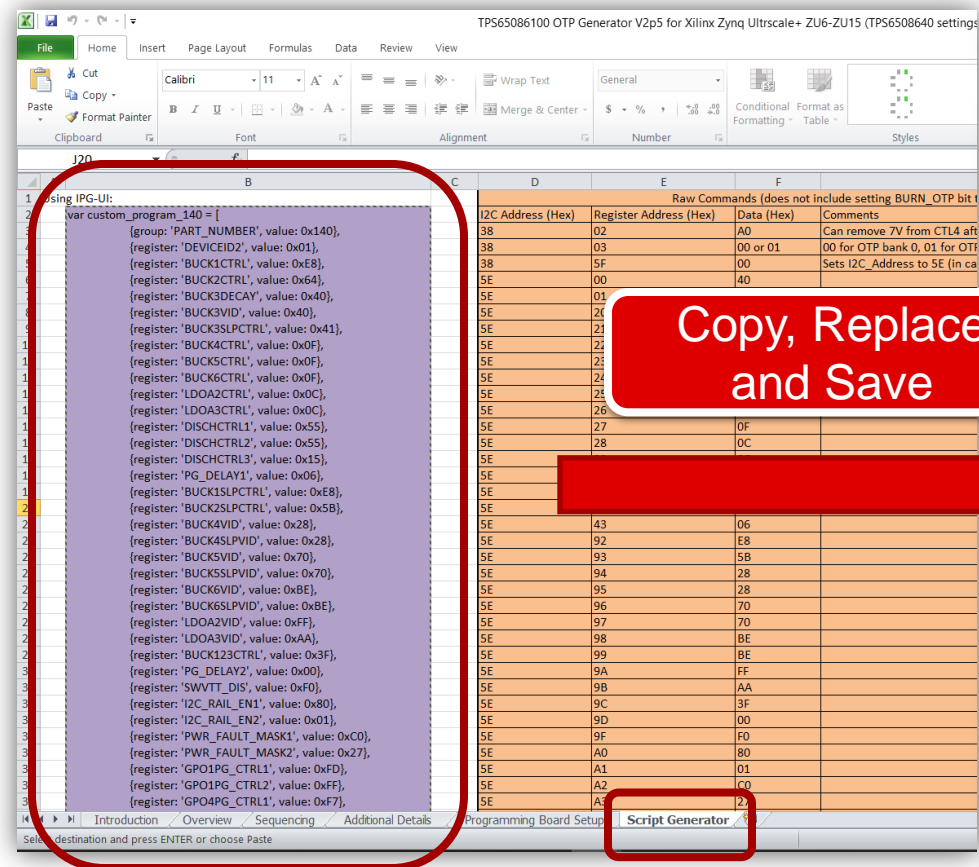 TPS65086100 OTP Generator V2p5 for Xilinx Zynq Ultrscale+ ZU6-ZU15 (TPS6508640 settings
File Home Insert Page Layout Formulas Data Review View
Cut
Copy
Format Painter
Paste
Calibri 11 A A
B I U A
Wrap Text
Merge & Center
General
$ % , .0 .00 .00 .0
Conditional Formatting
Format as Table
Clipboard Font Alignment Number Styles
J20
B C D E F
1 Using IPG-UI: Raw Commands (does not include setting BURN_OTP bit t
2 var custom_program_140 = [ I2C Address (Hex) Register Address (Hex) Data (Hex) Comments
{group: 'PART_NUMBER', value: 0x140}, 38 02 A0 Can remove 7V from CTL4 aft
{register: 'DEVICEID2', value: 0x01}, 38 03 00 or 01 00 for OTP bank 0, 01 for OTP
{register: 'BUCK1CTRL', value: 0xE8}, 38 5F 00 Sets I2C_Address to 5E (in ca
{register: 'BUCK2CTRL', value: 0x64}, 5E 00 40
{register: 'BUCK3DECAY', value: 0x40}, 5E 01
{register: 'BUCK3VID', value: 0x40}, 5E 20
{register: 'BUCK3SLPCTRL', value: 0x41}, 5E 21
{register: 'BUCK4CTRL', value: 0x0F}, 5E 22
{register: 'BUCK5CTRL', value: 0x0F}, 5E 23
{register: 'BUCK6CTRL', value: 0x0F}, 5E 24
{register: 'LDOA2CTRL', value: 0x0C}, 5E 25
{register: 'LDOA3CTRL', value: 0x0C}, 5E 26
Copy, Replace
and Save
{register: 'DISCHCTRL1', value: 0x55}, 5E 27 0F
{register: 'DISCHCTRL2', value: 0x55}, 5E 28 0C
{register: 'DISCHCTRL3', value: 0x15}, 5E
{register: 'PG_DELAY1', value: 0x06}, 5E
{register: 'BUCK1SLPCTRL', value: 0xE8}, 5E
{register: 'BUCK2SLPCTRL', value: 0x5B}, 5E
{register: 'BUCK4VID', value: 0x28}, 5E 43 06
{register: 'BUCK4SLPVID', value: 0x28}, 5E 92 E8
{register: 'BUCK5VID', value: 0x70}, 5E 93 5B
{register: 'BUCK5SLPVID', value: 0x70}, 5E 94 28
{register: 'BUCK6VID', value: 0xBE}, 5E 95 28
{register: 'BUCK6SLPVID', value: 0xBE}, 5E 96 70
{register: 'LDOA2VID', value: 0xFF}, 5E 97 70
{register: 'LDOA3VID', value: 0xAA}, 5E 98 BE
{register: 'BUCK123CTRL', value: 0x3F}, 5E 99 BE
{register: 'PG_DELAY2', value: 0x00}, 5E 9A FF
{register: 'SWVTT_DIS', value: 0xF0}, 5E 9B AA
{register: 'I2C_RAIL_EN1', value: 0x80}, 5E 9C 3F
{register: 'I2C_RAIL_EN2', value: 0x01}, 5E 9D 00
{register: 'PWR_FAULT_MASK1', value: 0xC0}, 5E 9F F0
{register: 'PWR_FAULT_MASK2', value: 0x27}, 5E A0 80
{register: 'GPO1PG_CTRL1', value: 0xFD}, 5E A1 01
{register: 'GPO1PG_CTRL2', value: 0xFF}, 5E A2 C0
{register: 'GPO4PG_CTRL1', value: 0xF7}, 5E A3 27
Introduction Overview Sequencing Additional Details Programming Board Setup Script Generator
Select destination and press ENTER or choose Paste